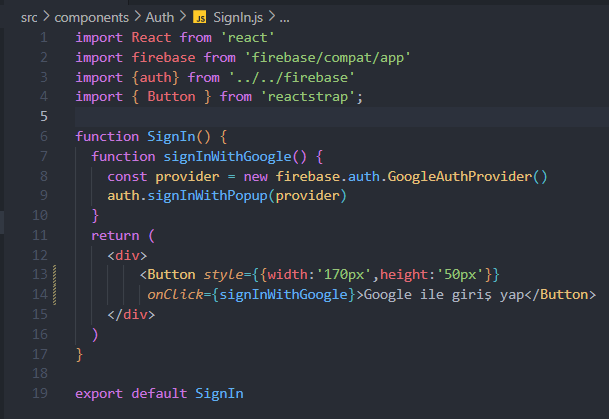 src > components > Auth > JS SignIn.js > ...
1 import React from 'react'
2 import firebase from 'firebase/compat/app'
3 import {auth} from '../../firebase'
4 import { Button } from 'reactstrap';
5
6 function SignIn() {
7   function signInWithGoogle() {
8     const provider = new firebase.auth.GoogleAuthProvider()
9     auth.signInWithPopup(provider)
10   }
11   return (
12     <div>
13         <Button style={{width:'170px',height:'50px'}}
14          onClick={signInWithGoogle}>Google ile giriş yap</Button>
15     </div>
16   )
17 }
18
19 export default SignIn